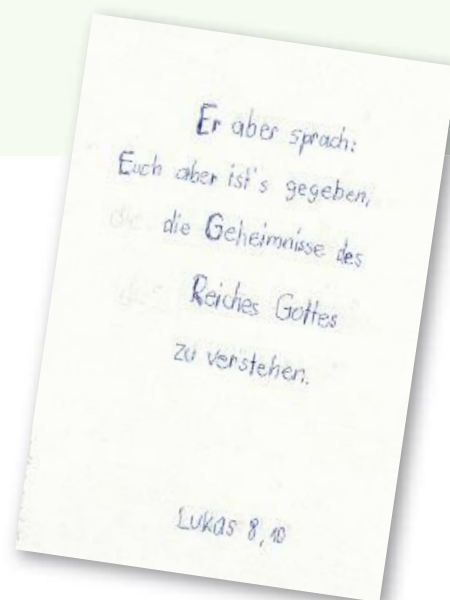 Er aber sprach:
Euch aber ist's gegeben,
die Geheimnisse des
Reiches Gottes
zu verstehen.
Lukas 8,10